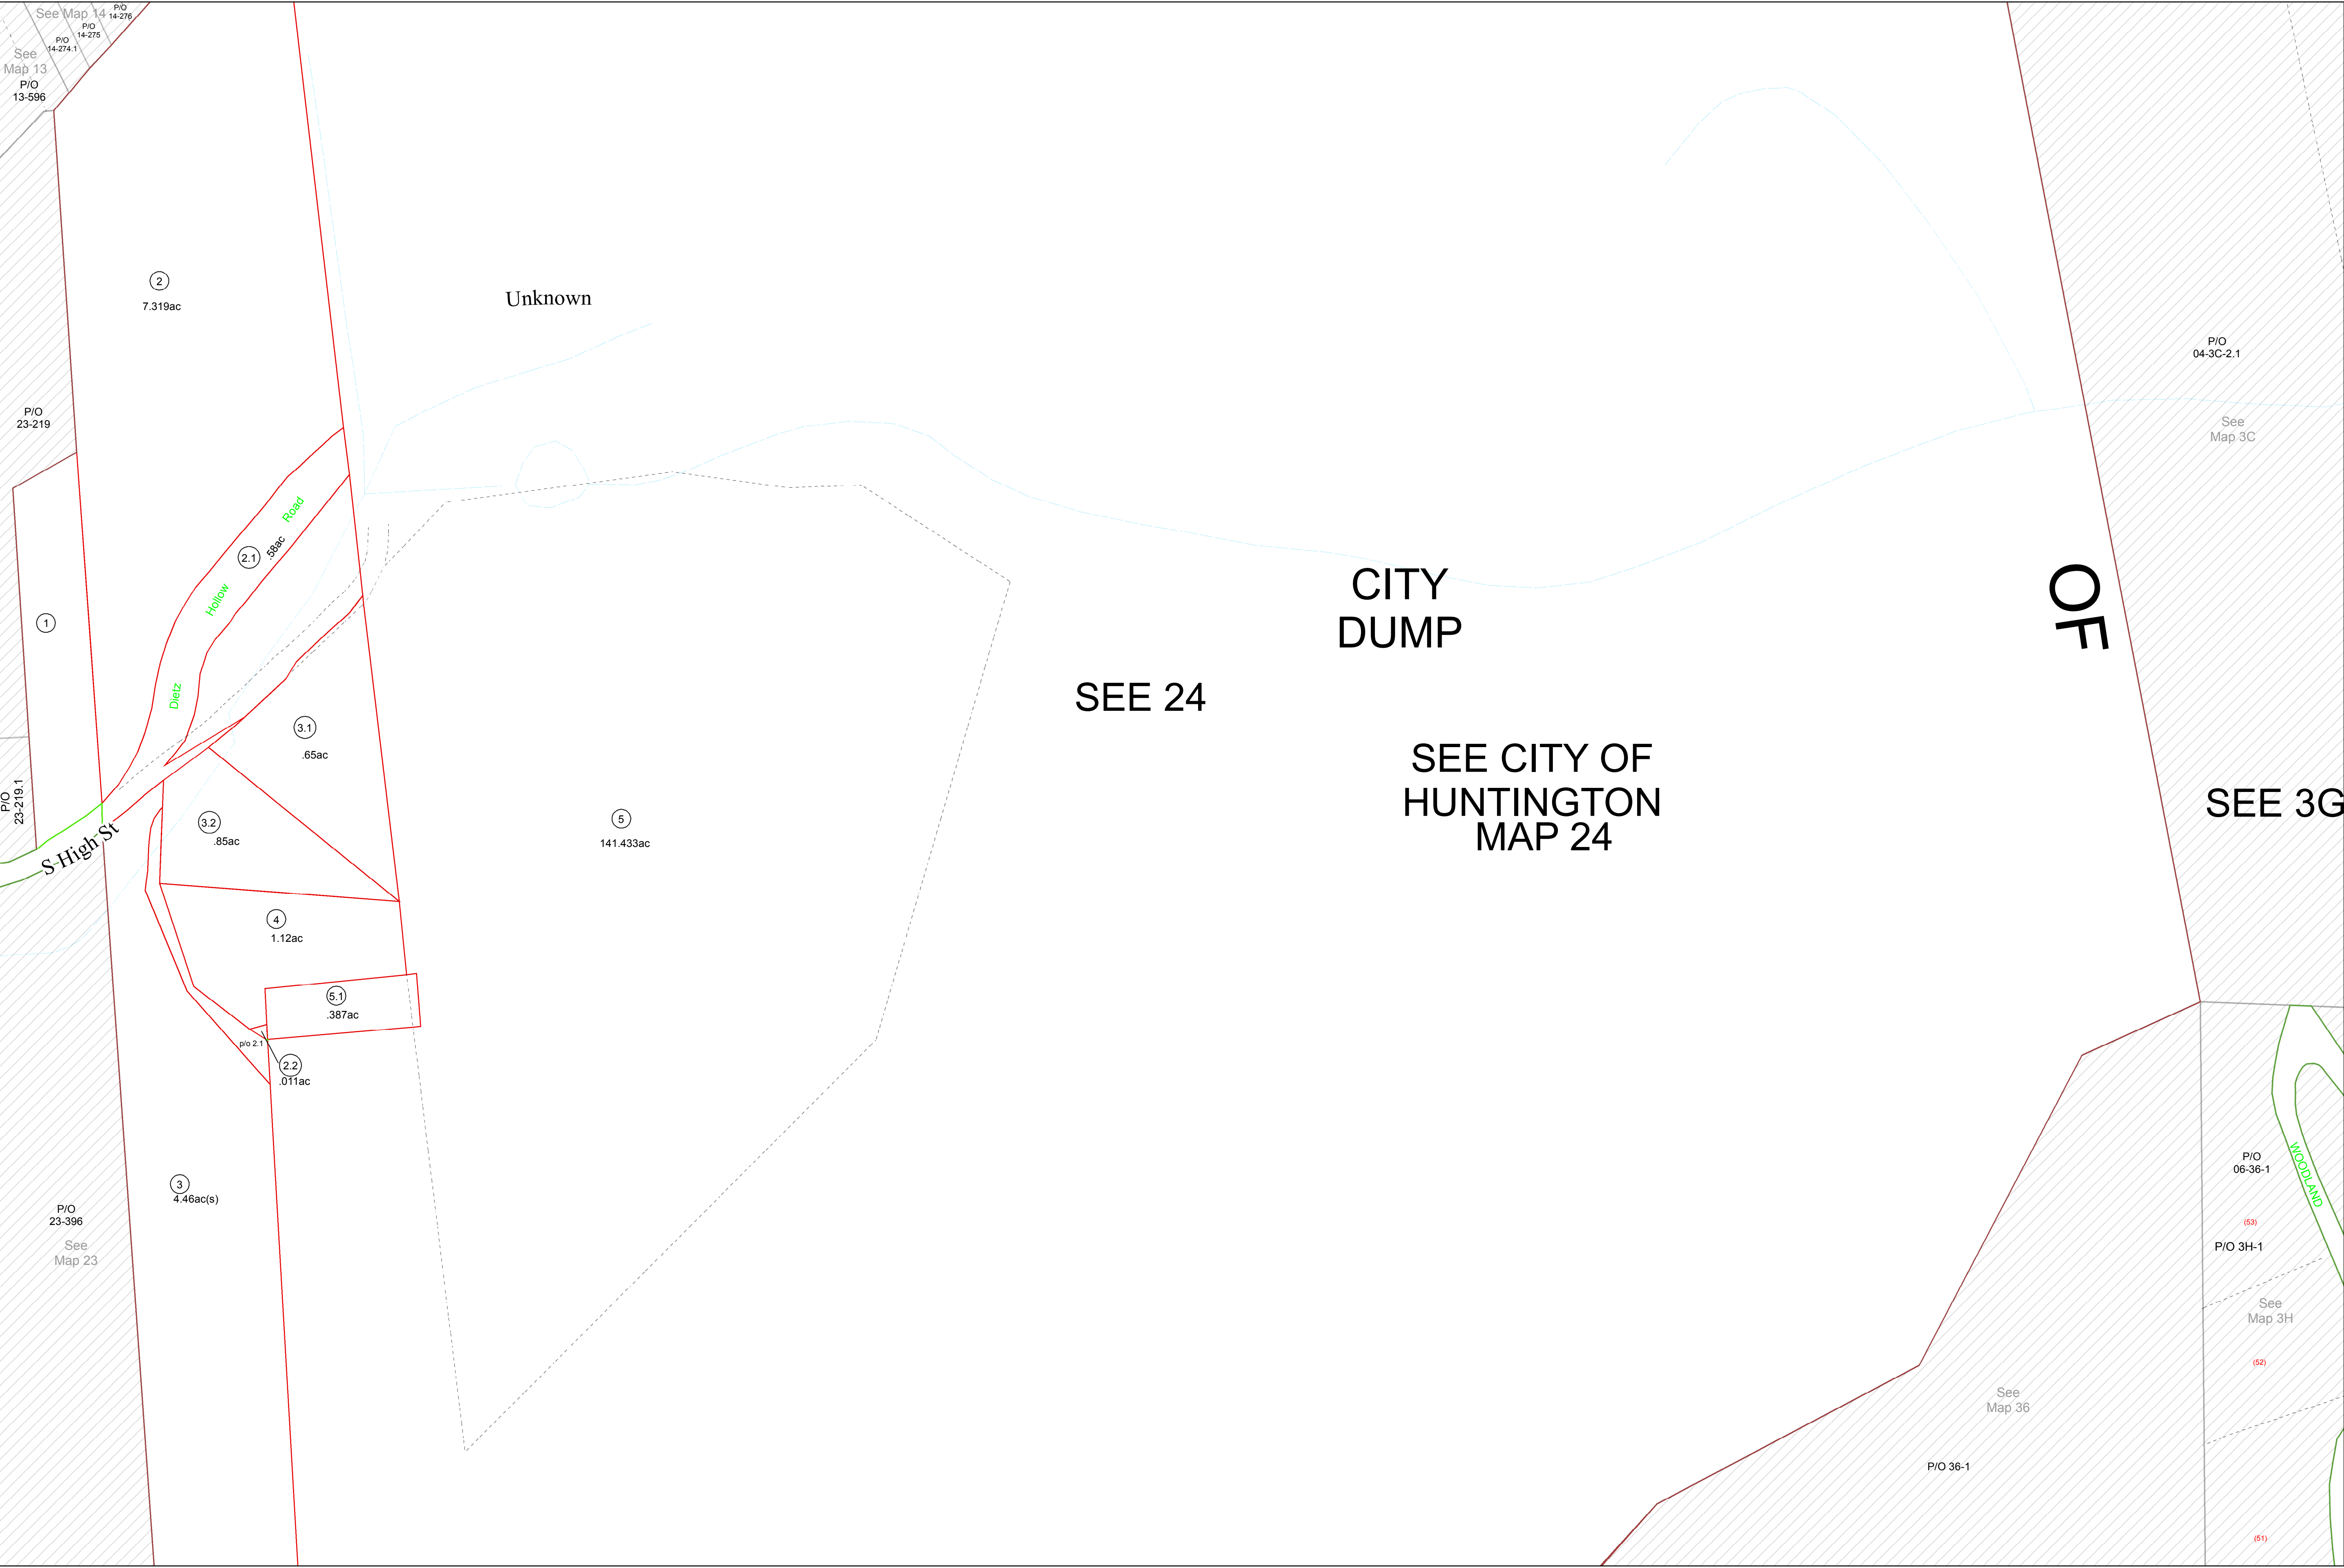 See Map 14
P/O
14-276
P/O
14-275
P/O
14-274.1
See
Map 13
P/O
13-596
2
7.319ac
Unknown
P/O
04-3C-2.1
See
Map 3C
P/O
23-219
Road
2.1
.58ac
Hollow
Dietz
1
CITY
DUMP
OF
SEE 24
3.1
.65ac
SEE CITY OF
HUNTINGTON
MAP 24
SEE 3G
P/O
23-219.1
S High St
3.2
.85ac
5
141.433ac
4
1.12ac
5.1
.387ac
p/o 2.1
2.2
.011ac
3
4.46ac(s)
P/O
23-396
See
Map 23
P/O
06-36-1
WOODLAND
(53)
P/O 3H-1
See
Map 3H
(52)
See
Map 36
P/O 36-1
(51)